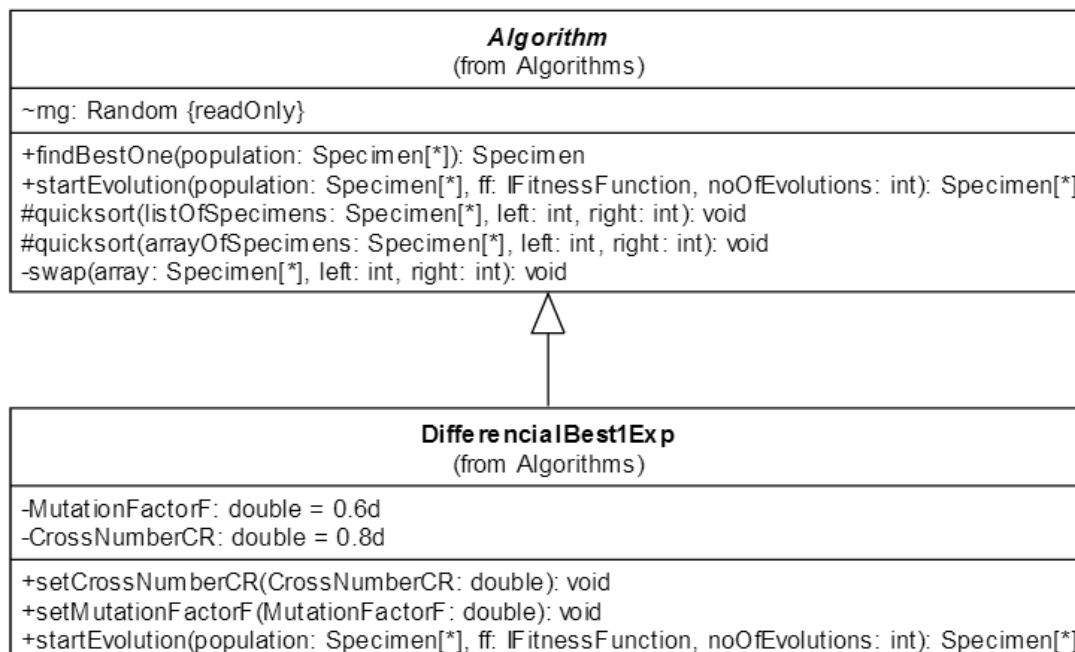 Algorithm
(from Algorithms)
~rng: Random {readOnly}
+findBestOne(population: Specimen[*]): Specimen
+startEvolution(population: Specimen[*], ff: IFitnessFunction, noOfEvolutions: int): Specimen[*]
#quicksort(listOfSpecimens: Specimen[*], left: int, right: int): void
#quicksort(arrayOfSpecimens: Specimen[*], left: int, right: int): void
-swap(array: Specimen[*], left: int, right: int): void
DifferencialBest1Exp
(from Algorithms)
-MutationFactorF: double = 0.6d
-CrossNumberCR: double = 0.8d
+setCrossNumberCR(CrossNumberCR: double): void
+setMutationFactorF(MutationFactorF: double): void
+startEvolution(population: Specimen[*], ff: IFitnessFunction, noOfEvolutions: int): Specimen[*]